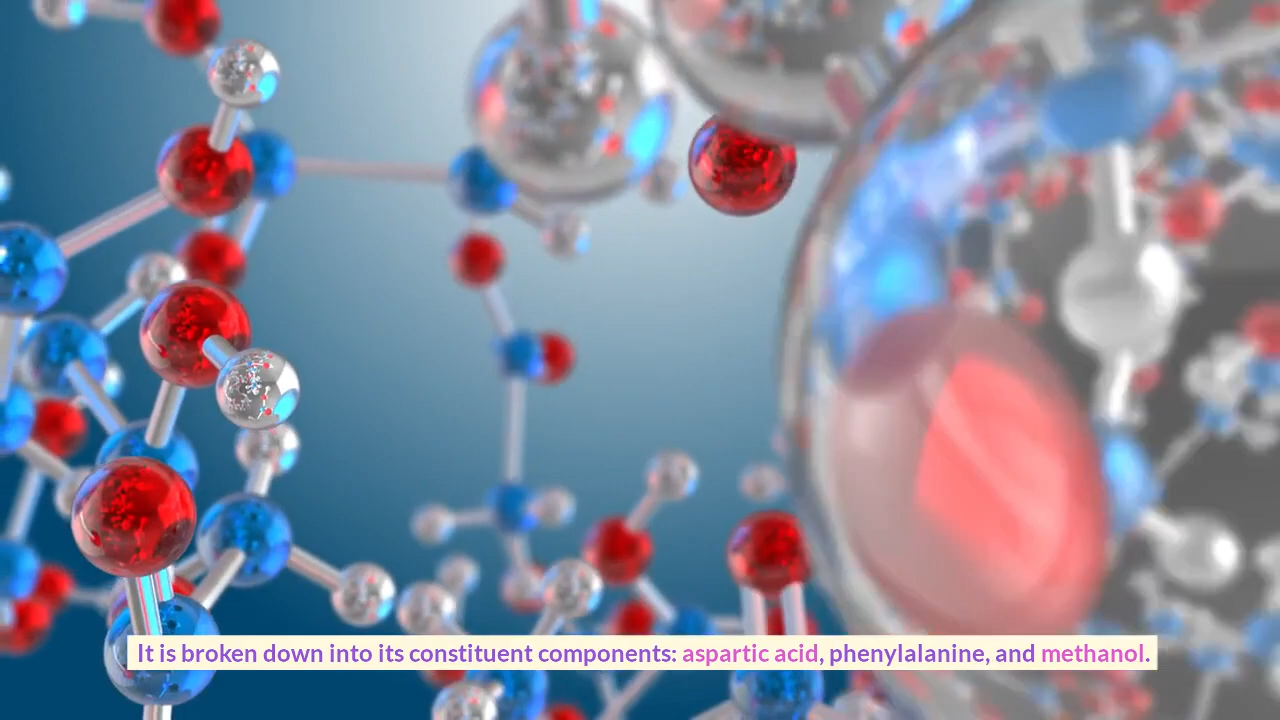 It is broken down into its constituent components: aspartic acid, phenylalanine, and methanol.